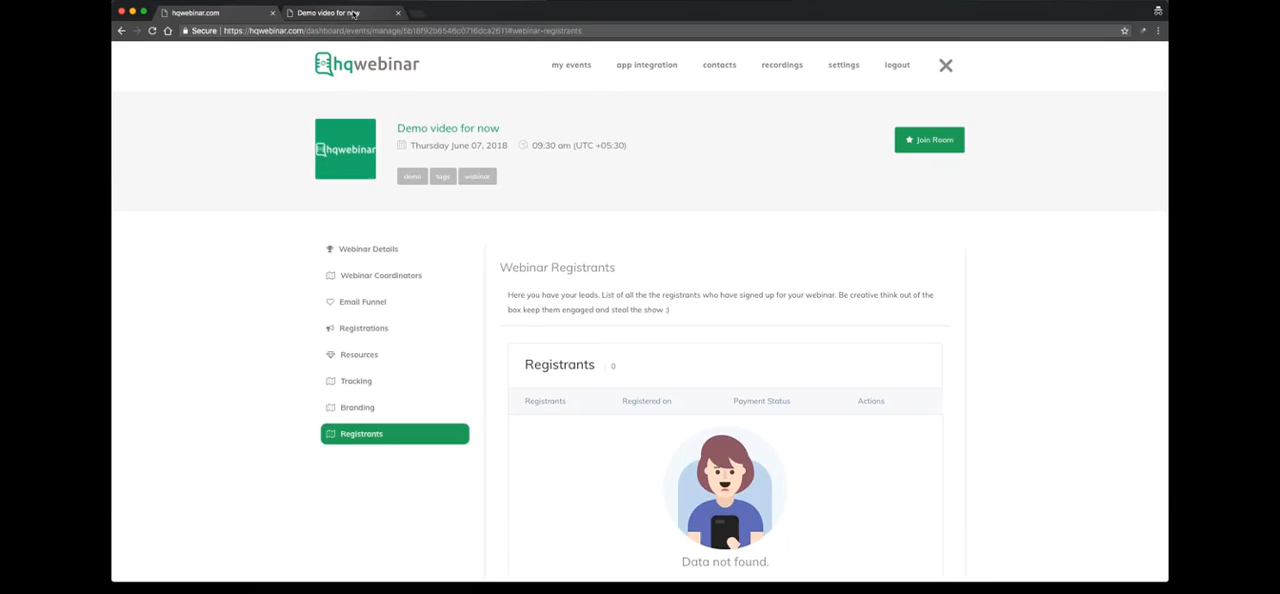 hqwebinar.com
Demo video for now
Secure https://hqwebinar.com/dashboard/events/manage/5b18f92b6546c0716dca2611#webinar-registrants
hqwebinar
my events
app integration
contacts
recordings
settings
logout
hqwebinar
Demo video for now
Thursday June 07, 2018 09:30 am (UTC +05:30)
demo tags webinar
Join Room
Webinar Details
Webinar Coordinators
Email Funnel
Registrations
Resources
Tracking
Branding
Registrants
Webinar Registrants
Here you have your leads. List of all the the registrants who have signed up for your webinar. Be creative think out of the
box keep them engaged and steal the show :)
Registrants 0
Registrants Registered on Payment Status Actions
Data not found.